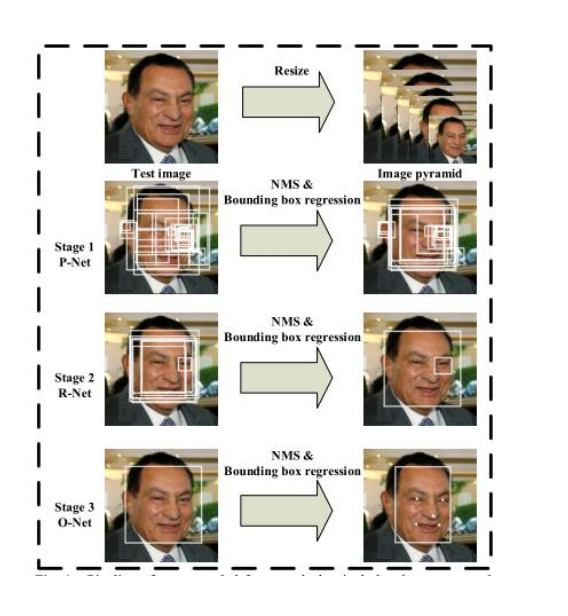 Resize
Test image
Image pyramid
NMS &
Bounding box regression
Stage 1
P-Net
NMS &
Bounding box regression
Stage 2
R-Net
NMS &
Bounding box regression
Stage 3
O-Net